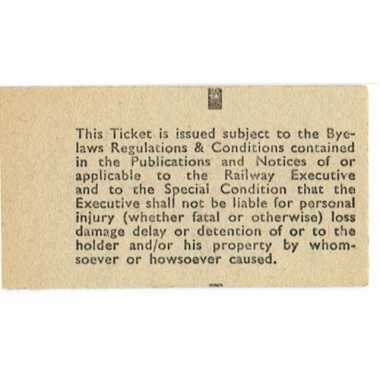 This Ticket is issued subject to the Bye-
laws Regulations & Conditions contained
in the Publications and Notices of or
applicable to the Railway Executive
and to the Special Condition that the
Executive shall not be liable for personal
injury (whether fatal or otherwise) loss
damage delay or detention of or to the
holder and/or his property by whom-
soever or howsoever caused.